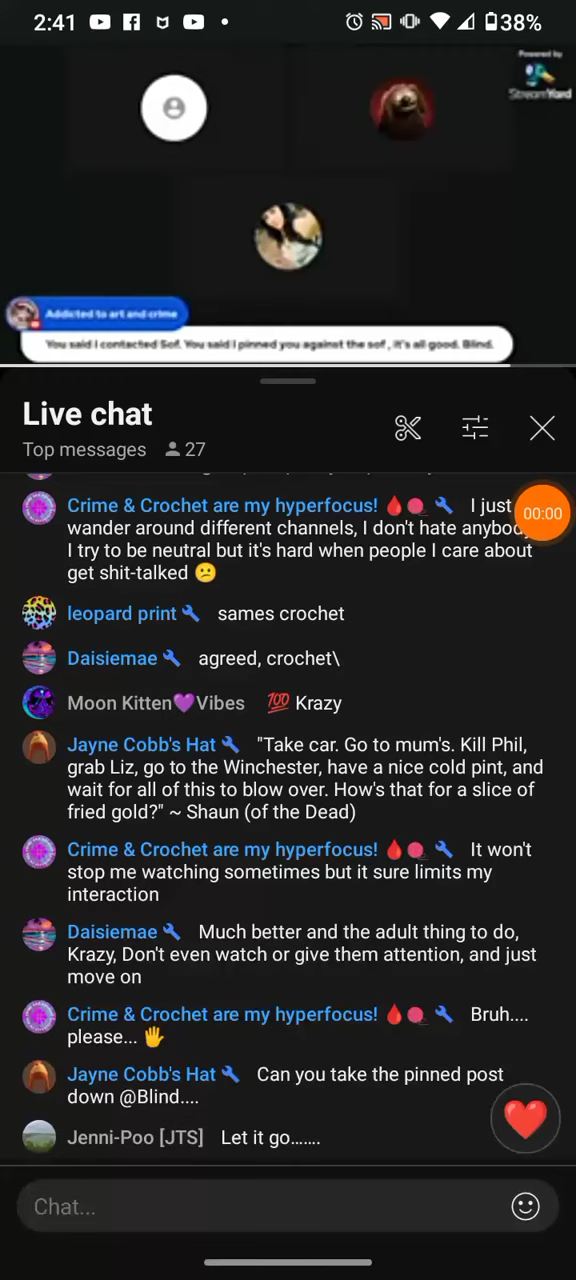 2:41
38%
Powered by
StreamYard
Addicted to art and crime
You said I contacted Sof. You said I pinned you against the sof , it's all good. Blind.
Live chat
Top messages 27
Crime & Crochet are my hyperfocus! 🩸🧶 I just
00:00
wander around different channels, I don't hate anybody
I try to be neutral but it's hard when people I care about
get shit-talked 😕
leopard print sames crochet
Daisiemae agreed, crochet\
Moon Kitten💜Vibes 💯 Krazy
Jayne Cobb's Hat "Take car. Go to mum's. Kill Phil,
grab Liz, go to the Winchester, have a nice cold pint, and
wait for all of this to blow over. How's that for a slice of
fried gold?" ~ Shaun (of the Dead)
Crime & Crochet are my hyperfocus! 🩸🧶 It won't
stop me watching sometimes but it sure limits my
interaction
Daisiemae Much better and the adult thing to do,
Krazy, Don't even watch or give them attention, and just
move on
Crime & Crochet are my hyperfocus! 🩸🧶 Bruh....
please... 🤚
Jayne Cobb's Hat Can you take the pinned post
down @Blind....
Jenni-Poo [JTS] Let it go.......
Chat...